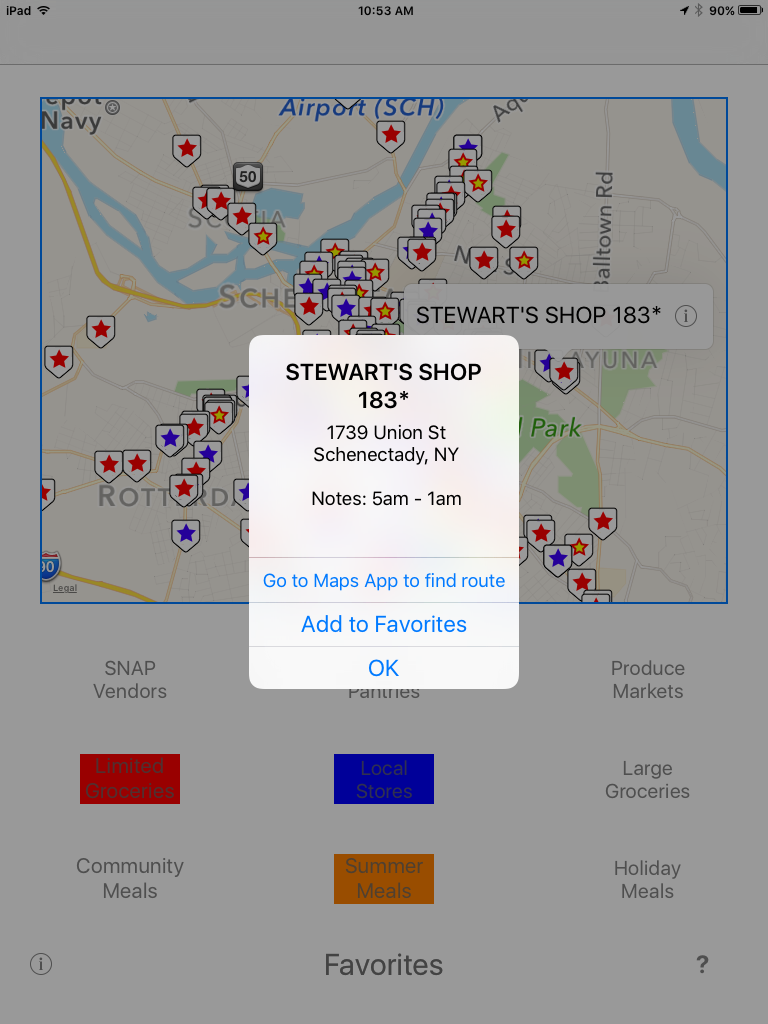 iPad 10:53 AM 90%
Airport (SCH)
Navy
50
Balltown Rd
SCHE
STEWART'S SHOP 183*
AYUNA
Park
ROTTERDA
90
Legal
STEWART'S SHOP
183*
1739 Union St
Schenectady, NY
Notes: 5am - 1am
Go to Maps App to find route
Add to Favorites
OK
SNAP
Vendors
Pantries
Produce
Markets
Limited
Groceries
Local
Stores
Large
Groceries
Community
Meals
Summer
Meals
Holiday
Meals
Favorites
?